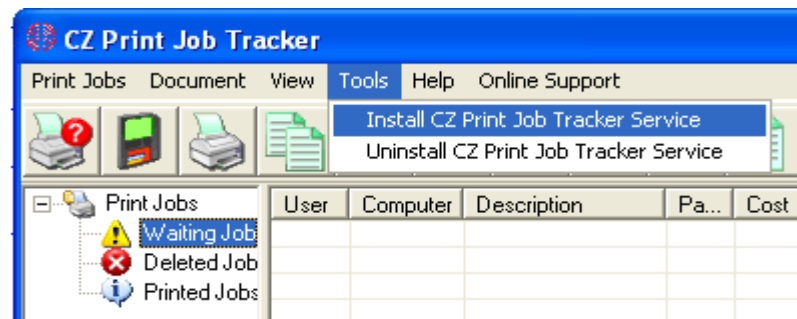 CZ Print Job Tracker
Print Jobs Document View Tools Help Online Support
Install CZ Print Job Tracker Service
Uninstall CZ Print Job Tracker Service
Print Jobs
Waiting Job
Deleted Job
Printed Jobs
User Computer Description Pa... Cost